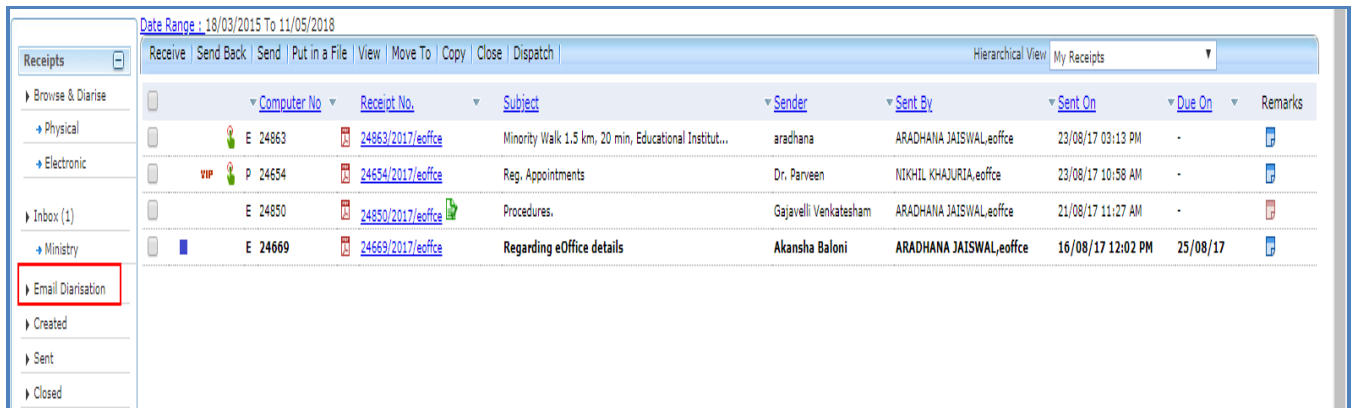 Date Range : 18/03/2015 To 11/05/2018
Receipts
Receive | Send Back | Send | Put in a File | View | Move To | Copy | Close | Dispatch |
Hierarchical View My Receipts
Browse & Diarise
Physical
Electronic
Inbox (1)
Ministry
Email Diarisation
Created
Sent
Closed
Computer No Receipt No. Subject Sender Sent By Sent On Due On Remarks
E 24863 24863/2017/eoffce Minority Walk 1.5 km, 20 min, Educational Institut... aradhana ARADHANA JAISWAL,eoffce 23/08/17 03:13 PM -
VIP P 24654 24654/2017/eoffce Reg. Appointments Dr. Parveen NIKHIL KHAJURIA,eoffce 23/08/17 10:58 AM -
E 24850 24850/2017/eoffce Procedures. Gajavelli Venkatesham ARADHANA JAISWAL,eoffce 21/08/17 11:27 AM -
E 24669 24669/2017/eoffce Regarding eOffice details Akansha Baloni ARADHANA JAISWAL,eoffce 16/08/17 12:02 PM 25/08/17